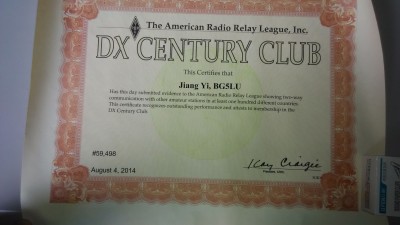 The American Radio Relay League, Inc.
DX CENTURY CLUB
This Certifies that
Jiang Yi, BG5LU
Has this day submitted evidence to the American Radio Relay League showing two-way
communication with other amateur stations in at least one hundred different countries.
This certificate recognizes outstanding performance and attests to membership in the
DX Century Club.
#59,498
August 4, 2014
Kay Craigie